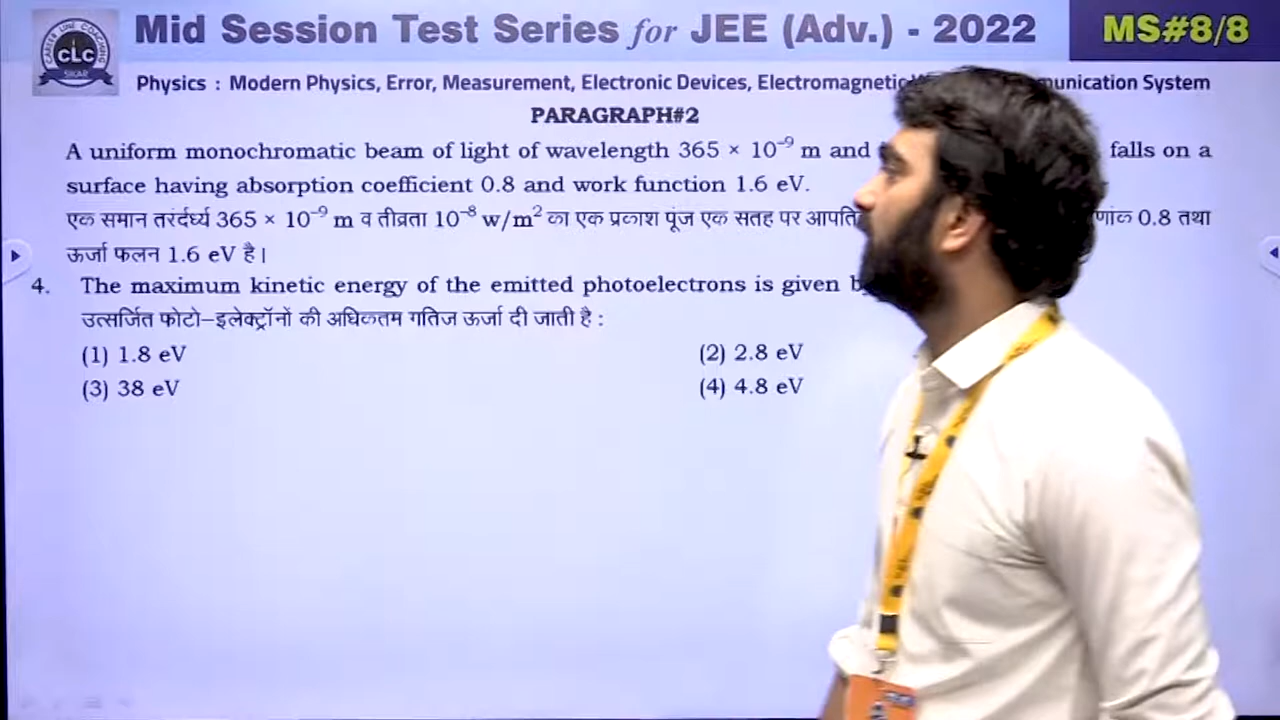 Mid Session Test Series for JEE (Adv.) - 2022
MS#8/8
CAREER LINE COACHING
CLC
SIKAR
Physics : Modern Physics, Error, Measurement, Electronic Devices, Electromagnetic unication System
PARAGRAPH#2
A uniform monochromatic beam of light of wavelength 365 × 10⁻⁹ m and falls on a
surface having absorption coefficient 0.8 and work function 1.6 eV.
एक समान तरंर्दर्घ्य 365 × 10⁻⁹ m व तीव्रता 10⁻⁸ w/m² का एक प्रकाश पूंज एक सतह पर आपति णांक 0.8 तथा
ऊर्जा फलन 1.6 eV है।
4. The maximum kinetic energy of the emitted photoelectrons is given b
उत्सर्जित फोटो–इलेक्ट्रॉनों की अधिकतम गतिज ऊर्जा दी जाती है :
(1) 1.8 eV (2) 2.8 eV
(3) 38 eV (4) 4.8 eV